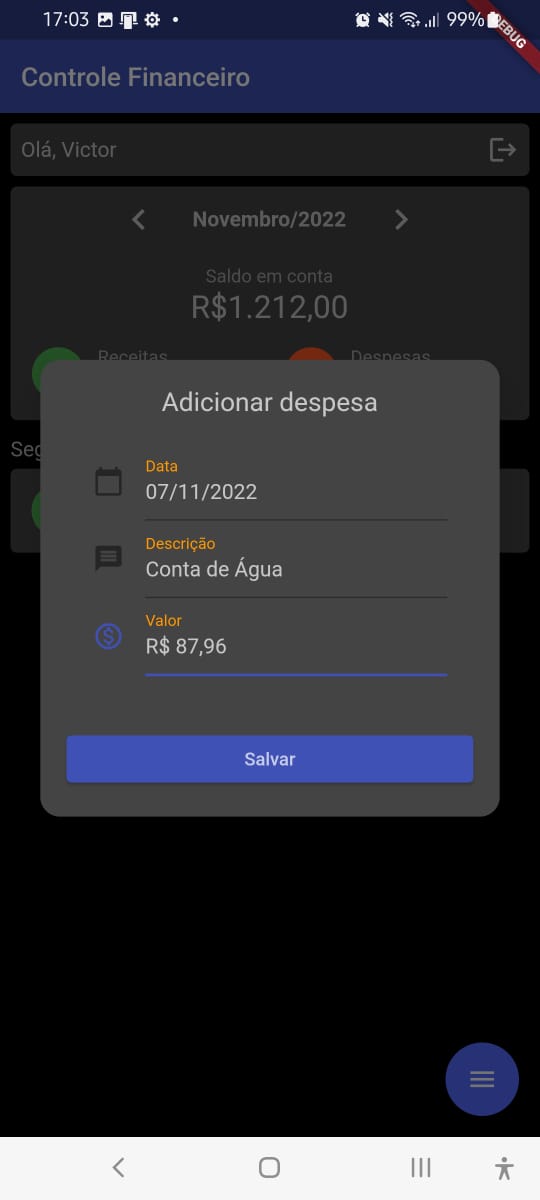 17:03
99%
DEBUG
Controle Financeiro
Olá, Victor
Novembro/2022
Saldo em conta
R$1.212,00
Receitas
Despesas
Seg
Adicionar despesa
Data
07/11/2022
Descrição
Conta de Água
Valor
R$ 87,96
Salvar